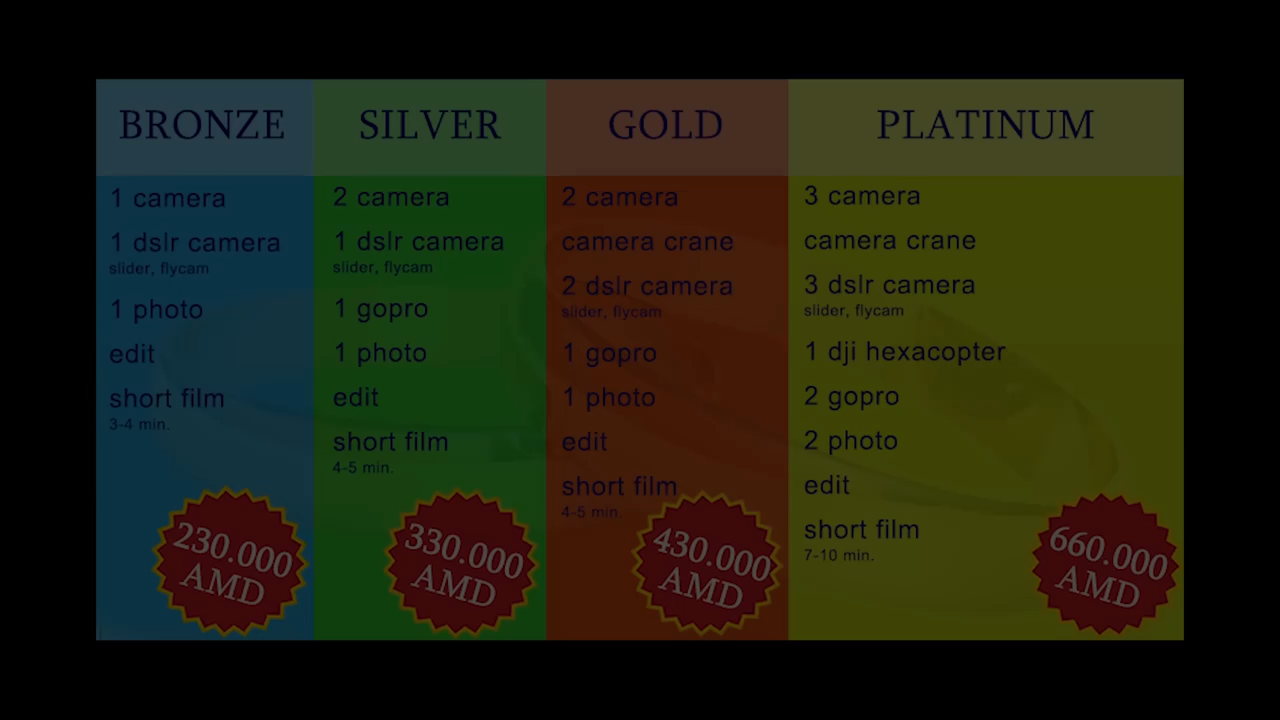 BRONZE
1 camera
1 dslr camera
slider, flycam
1 photo
edit
short film
3-4 min.
230.000
AMD
SILVER
2 camera
1 dslr camera
slider, flycam
1 gopro
1 photo
edit
short film
4-5 min.
330.000
AMD
GOLD
2 camera
camera crane
2 dslr camera
slider, flycam
1 gopro
1 photo
edit
short film
4-5 min.
430.000
AMD
PLATINUM
3 camera
camera crane
3 dslr camera
slider, flycam
1 dji hexacopter
2 gopro
2 photo
edit
short film
7-10 min.
660.000
AMD